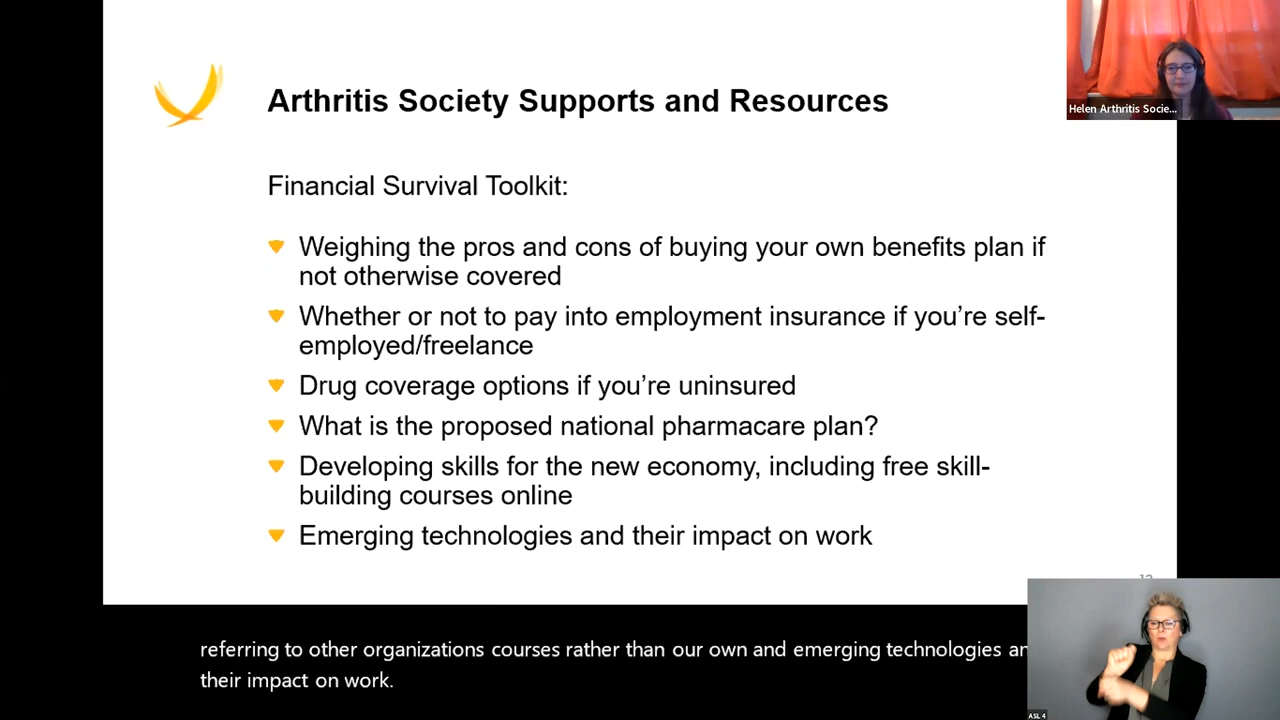 Arthritis Society Supports and Resources
Helen Arthritis Socie...
Financial Survival Toolkit:
Weighing the pros and cons of buying your own benefits plan if
not otherwise covered
Whether or not to pay into employment insurance if you're self-
employed/freelance
Drug coverage options if you're uninsured
What is the proposed national pharmacare plan?
Developing skills for the new economy, including free skill-
building courses online
Emerging technologies and their impact on work
referring to other organizations courses rather than our own and emerging technologies an
their impact on work.
ASL 4